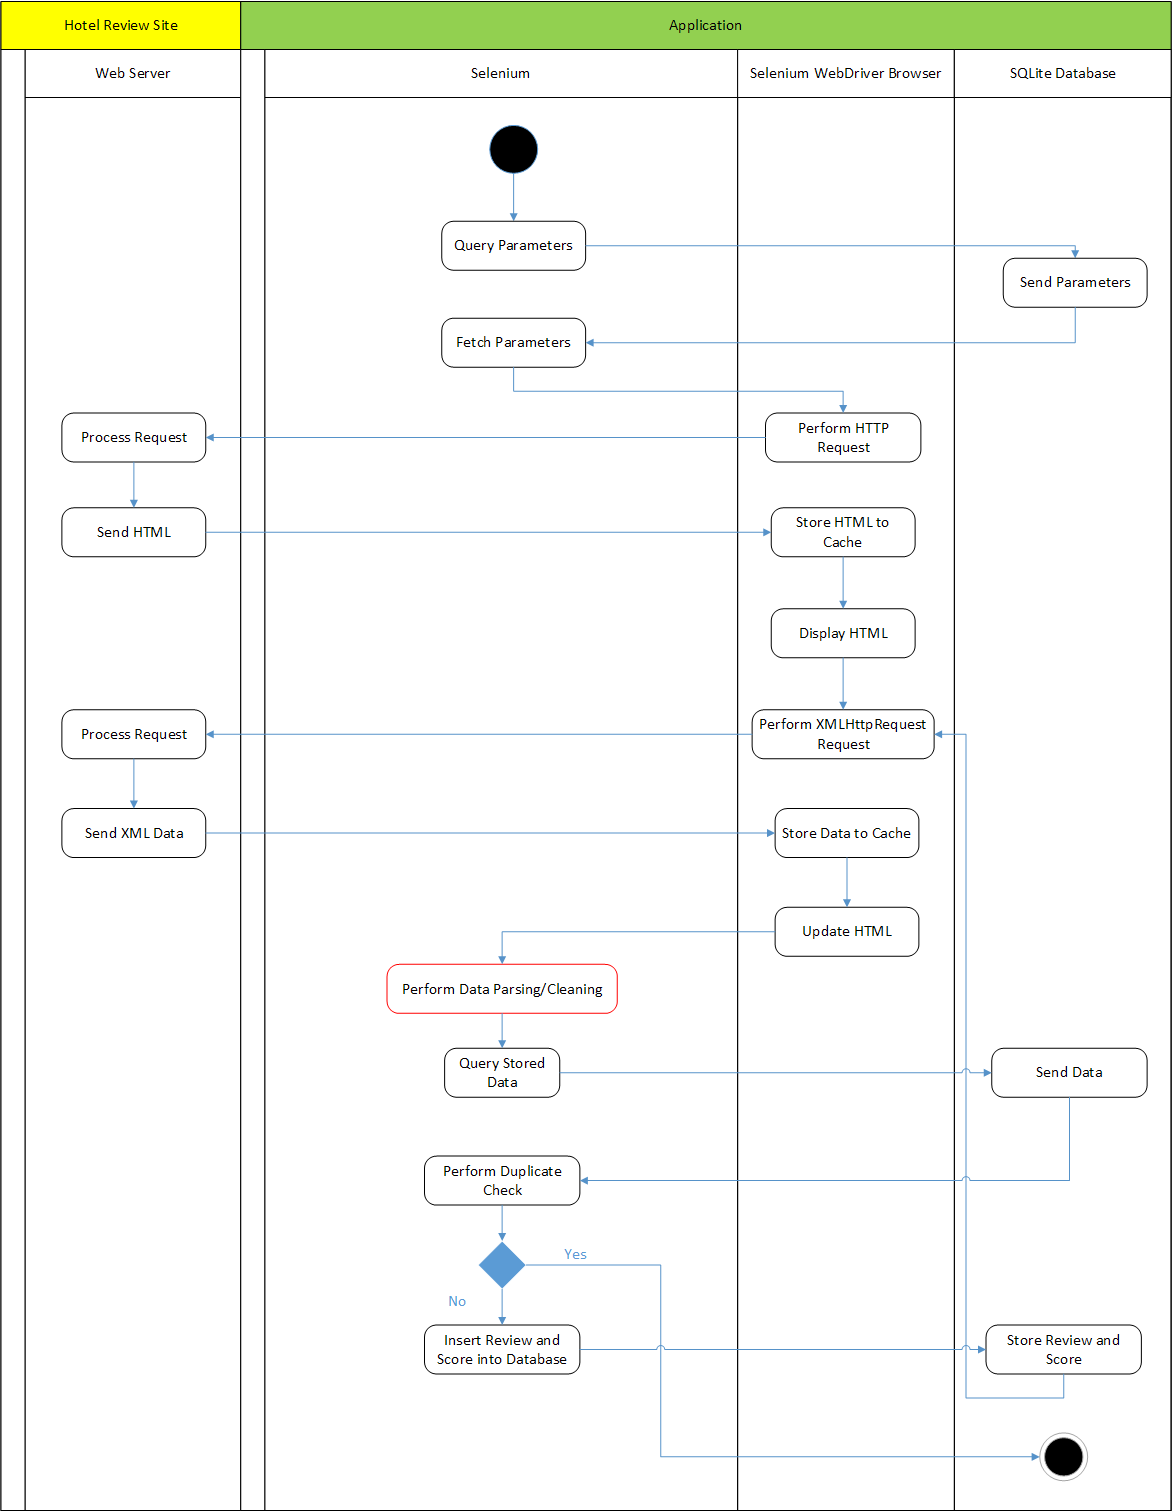 Hotel Review Site
Application
Web Server
Selenium
Selenium WebDriver Browser
SQLite Database
Query Parameters
Send Parameters
Fetch Parameters
Process Request
Perform HTTP
Request
Send HTML
Store HTML to
Cache
Display HTML
Process Request
Perform XMLHttpRequest
Request
Send XML Data
Store Data to Cache
Update HTML
Perform Data Parsing/Cleaning
Query Stored
Data
Send Data
Perform Duplicate
Check
Yes
No
Insert Review and
Score into Database
Store Review and
Score